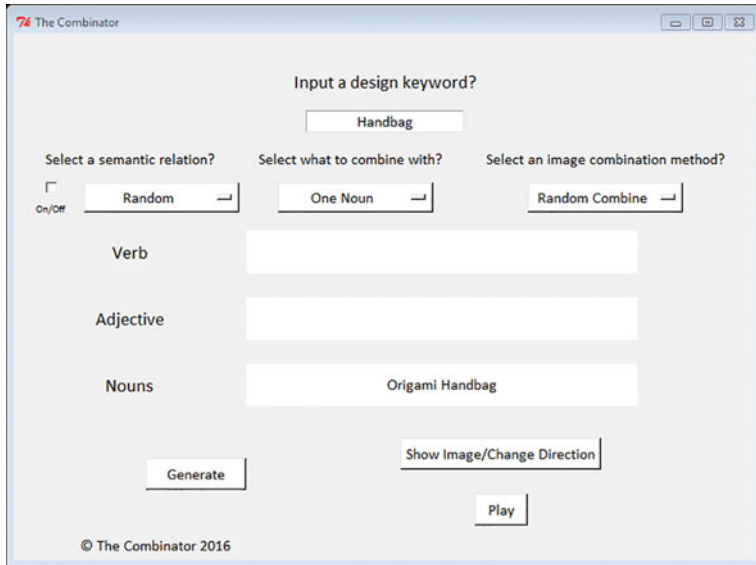 The Combinator
Input a design keyword?
Handbag
Select a semantic relation? Select what to combine with? Select an image combination method?
On/Off Random One Noun Random Combine
Verb
Adjective
Nouns Origami Handbag
Show Image/Change Direction
Generate
Play
© The Combinator 2016